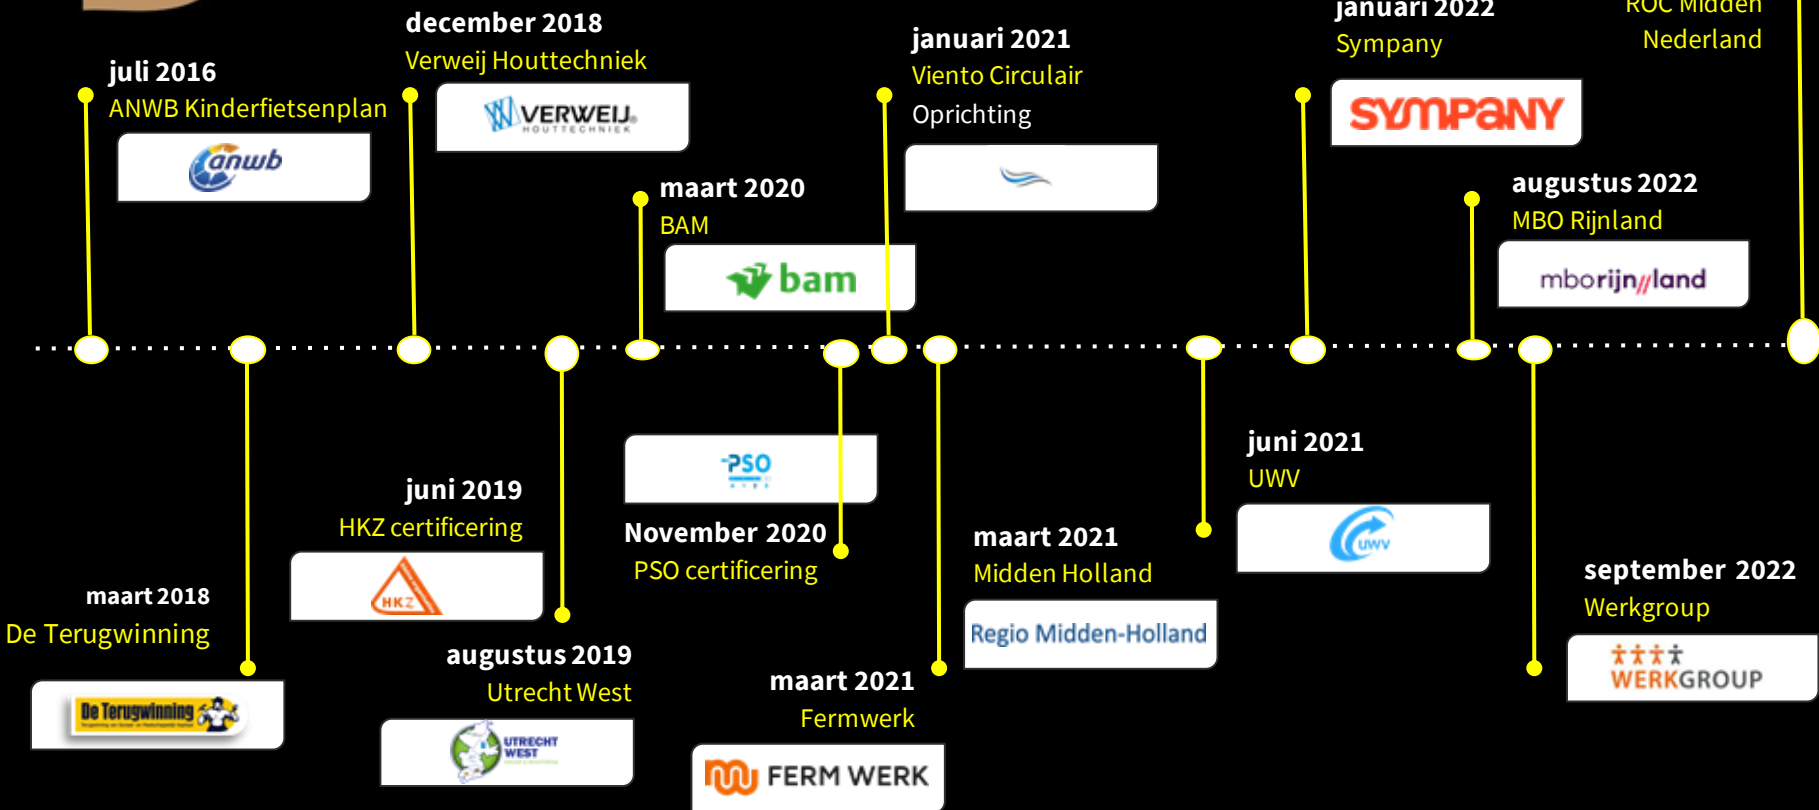 juli 2016
ANWB Kinderfietsenplan
anwb
december 2018
Verweij Houttechniek
VERWEIJ
HOUTTECHNIEK
maart 2020
BAM
bam
januari 2021
Viento Circulair
Oprichting
januari 2022
Sympany
SYMPANY
augustus 2022
MBO Rijnland
mborijn//land
ROC Midden
Nederland
maart 2018
De Terugwinning
De Terugwinning
juni 2019
HKZ certificering
HKZ
augustus 2019
Utrecht West
UTRECHT
WEST
PSO
November 2020
PSO certificering
maart 2021
Fermwerk
FERM WERK
maart 2021
Midden Holland
Regio Midden-Holland
juni 2021
UWV
UWV
september 2022
Werkgroup
WERKGROUP